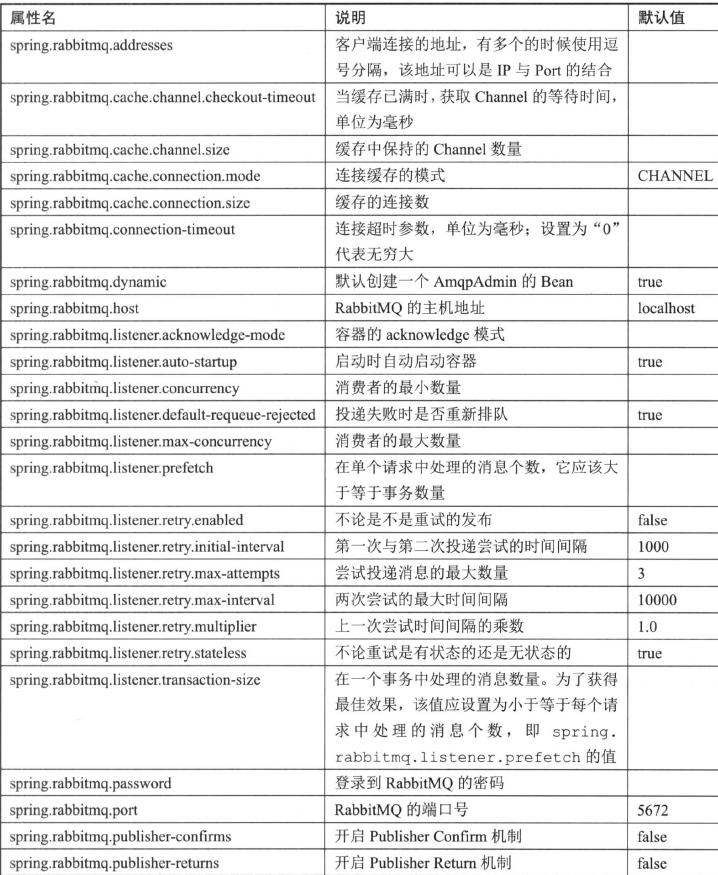 属性名 说明 默认值
spring.rabbitmq.addresses 客户端连接的地址，有多个的时候使用逗
号分隔，该地址可以是 IP 与 Port 的结合
spring.rabbitmq.cache.channel.checkout-timeout 当缓存已满时，获取 Channel 的等待时间，
单位为毫秒
spring.rabbitmq.cache.channel.size 缓存中保持的 Channel 数量
spring.rabbitmq.cache.connection.mode 连接缓存的模式 CHANNEL
spring.rabbitmq.cache.connection.size 缓存的连接数
spring.rabbitmq.connection-timeout 连接超时参数，单位为毫秒；设置为“0”
代表无穷大
spring.rabbitmq.dynamic 默认创建一个 AmqpAdmin 的 Bean true
spring.rabbitmq.host RabbitMQ 的主机地址 localhost
spring.rabbitmq.listener.acknowledge-mode 容器的 acknowledge 模式
spring.rabbitmq.listener.auto-startup 启动时自动启动容器 true
spring.rabbitmq.listener.concurrency 消费者的最小数量
spring.rabbitmq.listener.default-requeue-rejected 投递失败时是否重新排队 true
spring.rabbitmq.listener.max-concurrency 消费者的最大数量
spring.rabbitmq.listener.prefetch 在单个请求中处理的消息个数，它应该大
于等于事务数量
spring.rabbitmq.listener.retry.enabled 不论是不是重试的发布 false
spring.rabbitmq.listener.retry.initial-interval 第一次与第二次投递尝试的时间间隔 1000
spring.rabbitmq.listener.retry.max-attempts 尝试投递消息的最大数量 3
spring.rabbitmq.listener.retry.max-interval 两次尝试的最大时间间隔 10000
spring.rabbitmq.listener.retry.multiplier 上一次尝试时间间隔的乘数 1.0
spring.rabbitmq.listener.retry.stateless 不论重试是有状态的还是无状态的 true
spring.rabbitmq.listener.transaction-size 在一个事务中处理的消息数量。为了获得
最佳效果，该值应设置为小于等于每个请
求中处理的消息个数，即 spring.
rabbitmq.listener.prefetch 的值
spring.rabbitmq.password 登录到 RabbitMQ 的密码
spring.rabbitmq.port RabbitMQ 的端口号 5672
spring.rabbitmq.publisher-confirms 开启 Publisher Confirm 机制 false
spring.rabbitmq.publisher-returns 开启 Publisher Return 机制 false